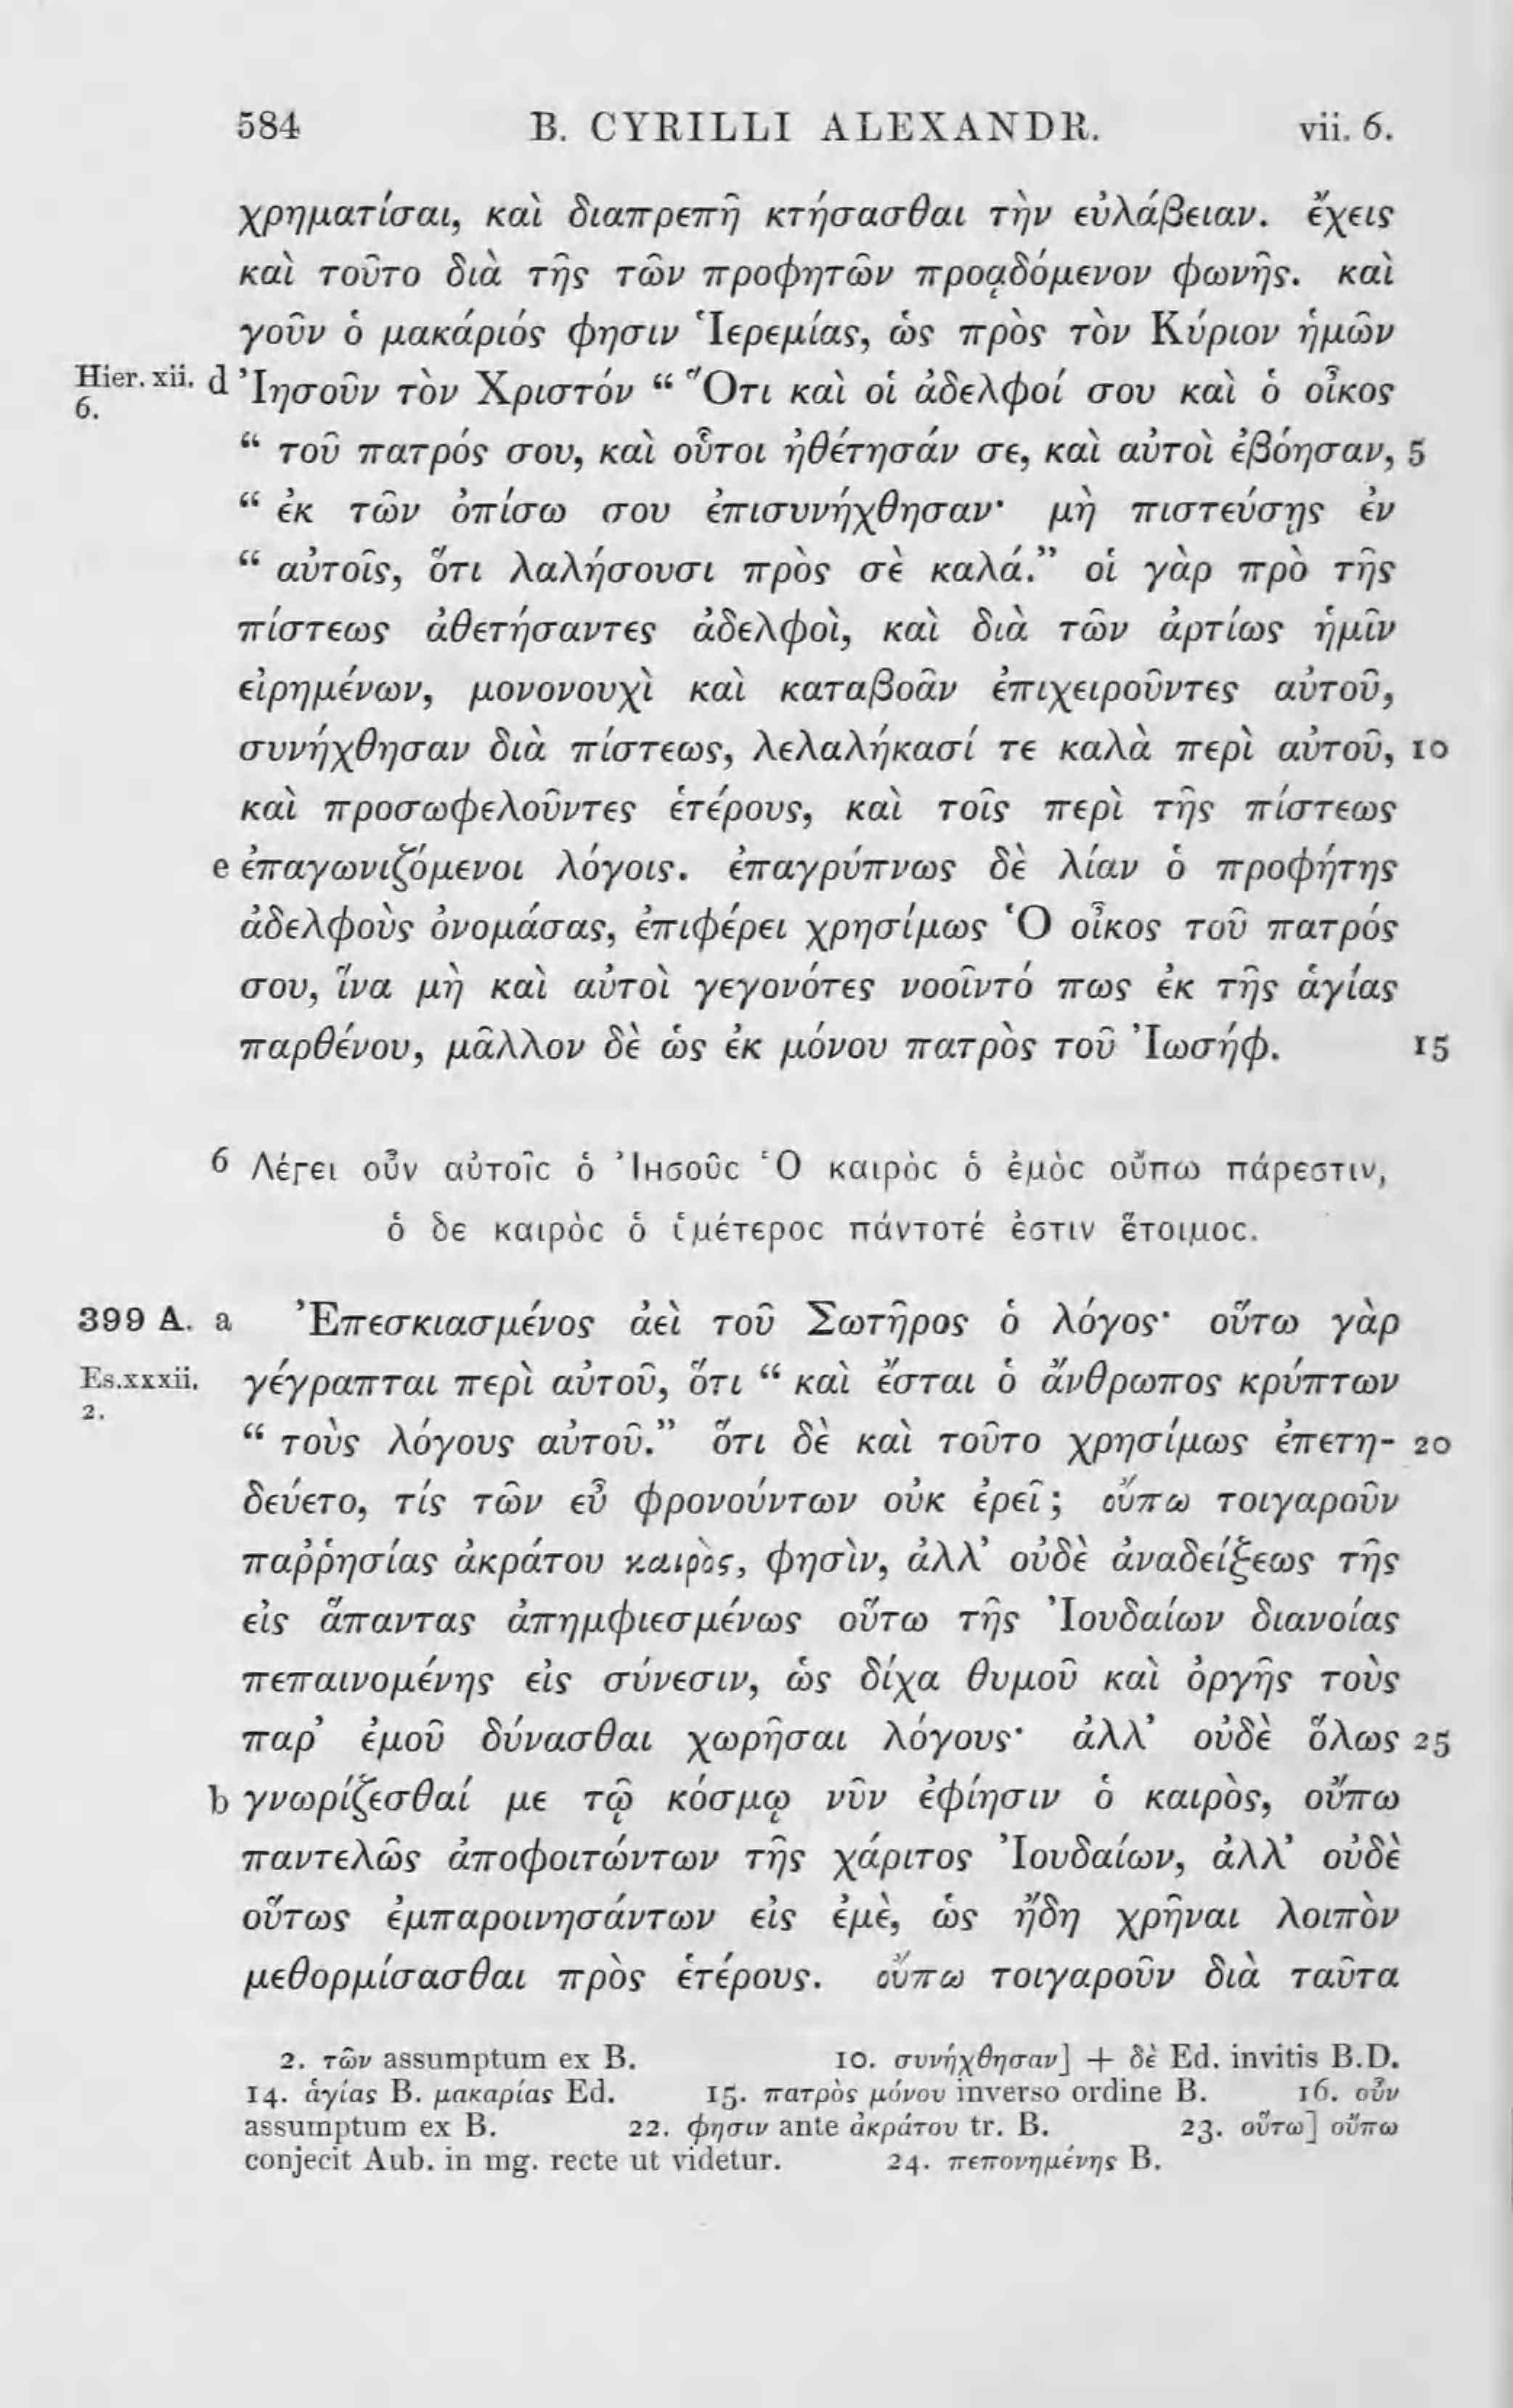 584 B. CYRILLI ALEXANDR. vii. 6.
χρηματίσαι, καὶ διαπρεπῆ κτήσασθαι τὴν εὐλάβειαν. ἔχεις
καὶ τοῦτο διὰ τῆς τῶν προφητῶν προᾳδόμενον φωνῆς. καὶ
γοῦν ὁ μακάριός φησιν Ἱερεμίας, ὡς πρὸς τὸν Κύριον ἡμῶν
Hier. xii. 6. d Ἰησοῦν τὸν Χριστόν “ Ὅτι καὶ οἱ ἀδελφοί σου καὶ ὁ οἶκος
“ τοῦ πατρός σου, καὶ οὗτοι ἠθέτησάν σε, καὶ αὐτοὶ ἐβόησαν, 5
“ ἐκ τῶν ὀπίσω σου ἐπισυνήχθησαν· μὴ πιστεύσῃς ἐν
“ αὐτοῖς, ὅτι λαλήσουσι πρὸς σὲ καλά.” οἱ γὰρ πρὸ τῆς
πίστεως ἀθετήσαντες ἀδελφοὶ, καὶ διὰ τῶν ἀρτίως ἡμῖν
εἰρημένων, μονονουχὶ καὶ καταβοᾶν ἐπιχειροῦντες αὐτοῦ,
συνήχθησαν διὰ πίστεως, λελαλήκασί τε καλὰ περὶ αὐτοῦ, 10
καὶ προσωφελοῦντες ἑτέρους, καὶ τοῖς περὶ τῆς πίστεως
e ἐπαγωνιζόμενοι λόγοις. ἐπαγρύπνως δὲ λίαν ὁ προφήτης
ἀδελφοὺς ὀνομάσας, ἐπιφέρει χρησίμως Ὁ οἶκος τοῦ πατρός
σου, ἵνα μὴ καὶ αὐτοὶ γεγονότες νοοῖντό πως ἐκ τῆς ἁγίας
παρθένου, μᾶλλον δὲ ὡς ἐκ μόνου πατρὸς τοῦ Ἰωσήφ. 15
6 Λέγει οὖν αὐτοῖς ὁ Ἰησοῦς Ὁ καιρὸς ὁ ἐμὸς οὔπω πάρεστιν,
ὁ δε καιρὸς ὁ ὑμέτερος πάντοτέ ἐστιν ἕτοιμος.
399 A. a Ἐπεσκιασμένος ἀεὶ τοῦ Σωτῆρος ὁ λόγος· οὕτω γὰρ
Es. xxxii. 2. γέγραπται περὶ αὐτοῦ, ὅτι “ καὶ ἔσται ὁ ἄνθρωπος κρύπτων
“ τοὺς λόγους αὐτοῦ.” ὅτι δὲ καὶ τοῦτο χρησίμως ἐπετη- 20
δεύετο, τίς τῶν εὖ φρονούντων οὐκ ἐρεῖ; οὔπω τοιγαροῦν
παῤῥησίας ἀκράτου καιρὸς, φησὶν, ἀλλ’ οὐδὲ ἀναδείξεως τῆς
εἰς ἅπαντας ἀπημφιεσμένως οὕτω τῆς Ἰουδαίων διανοίας
πεπαινομένης εἰς σύνεσιν, ὡς δίχα θυμοῦ καὶ ὀργῆς τοὺς
παρ’ ἐμοῦ δύνασθαι χωρῆσαι λόγους· ἀλλ’ οὐδὲ ὅλως 25
b γνωρίζεσθαί με τῷ κόσμῳ νῦν ἐφίησιν ὁ καιρὸς, οὔπω
παντελῶς ἀποφοιτώντων τῆς χάριτος Ἰουδαίων, ἀλλ’ οὐδὲ
οὕτως ἐμπαροινησάντων εἰς ἐμὲ, ὡς ἤδη χρῆναι λοιπὸν
μεθορμίσασθαι πρὸς ἑτέρους. οὔπω τοιγαροῦν διὰ ταῦτα
2. τῶν assumptum ex B. 10. συνήχθησαν] + δὲ Ed. invitis B.D.
14. ἁγίας B. μακαρίας Ed. 15. πατρὸς μόνου inverso ordine B. 16. οὖν
assumptum ex B. 22. φησιν ante ἀκράτου tr. B. 23. οὕτω] οὔπω
conjecit Aub. in mg. recte ut videtur. 24. πεπονημένης B.